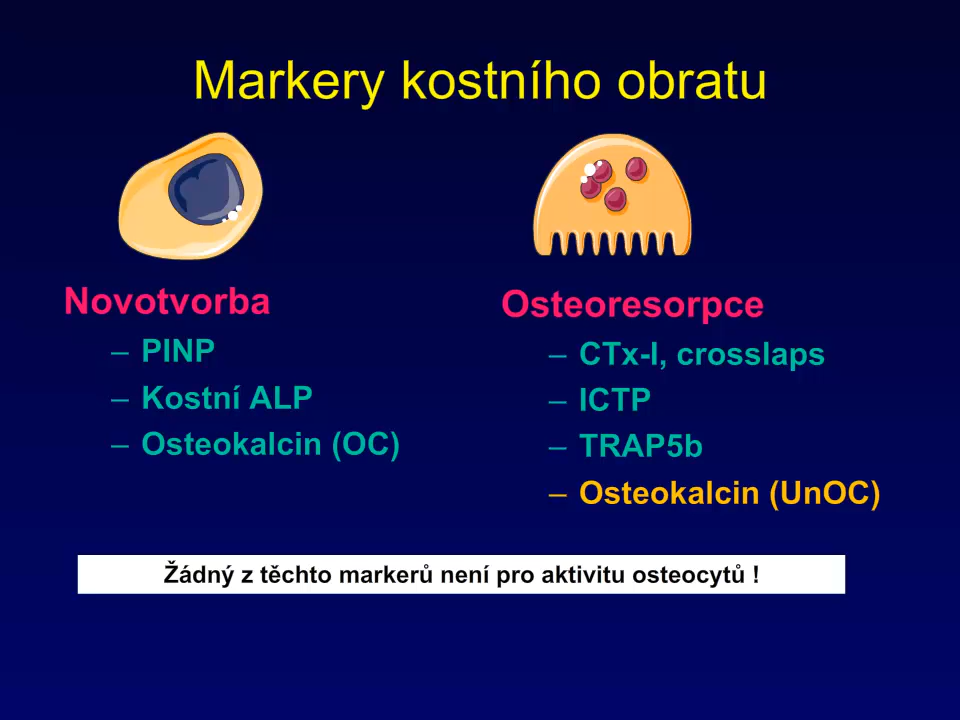 Markery kostního obratu
Novotvorba
– PINP
– Kostní ALP
– Osteokalcin (OC)
Osteoresorpce
– CTx-I, crosslaps
– ICTP
– TRAP5b
– Osteokalcin (UnOC)
Žádný z těchto markerů není pro aktivitu osteocytů !